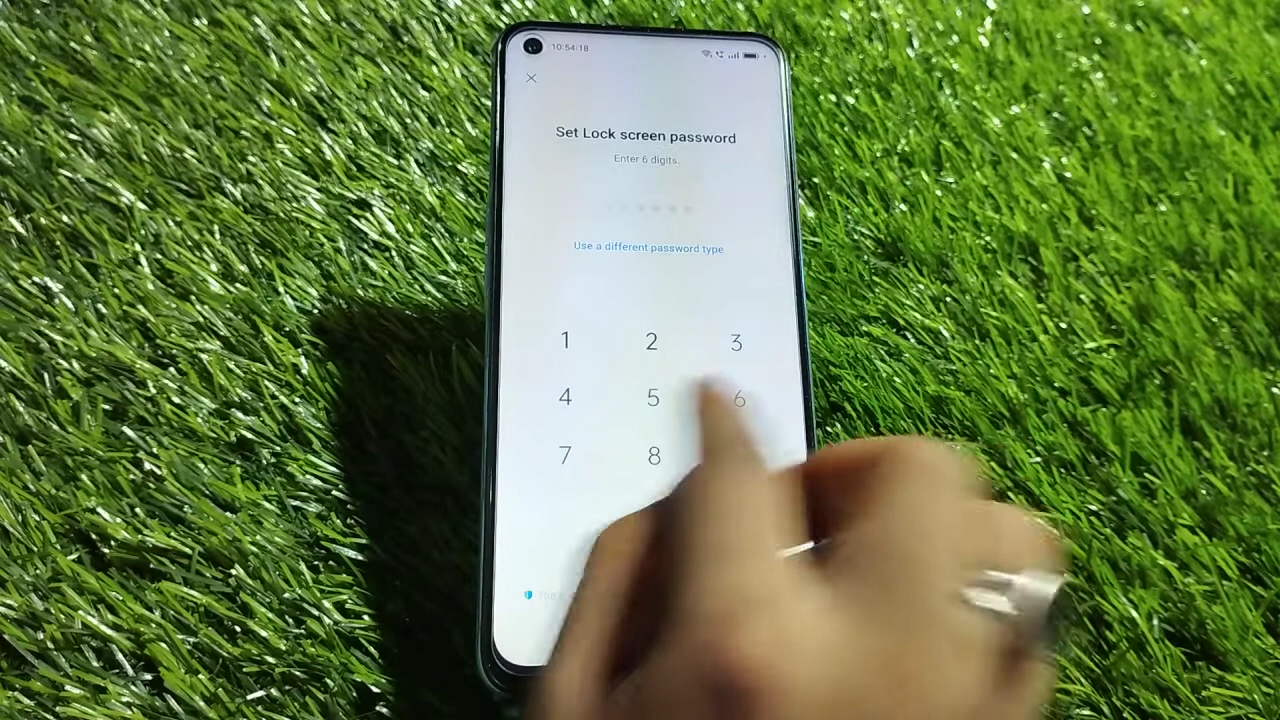 10:54:18
Set Lock screen password
Enter 6 digits.
Use a different password type
1 2 3
4 5 6
7 8